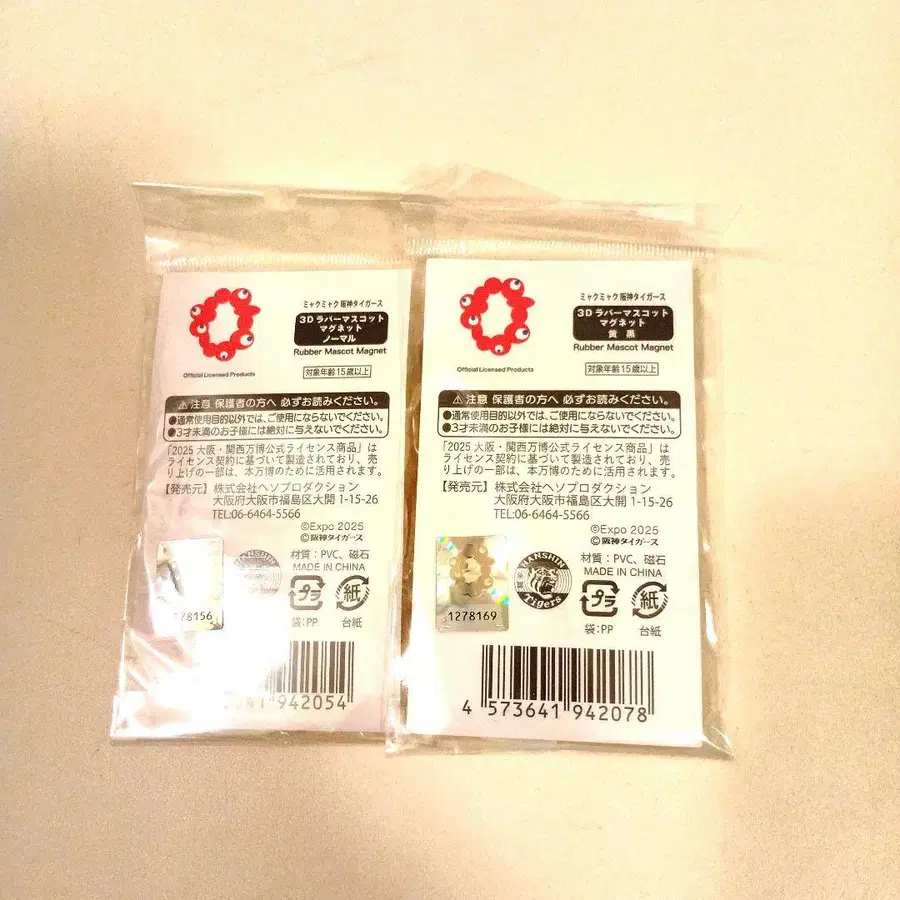 ミャクミャク 阪神タイガース
3Dラバーマスコット
マグネット
ノーマル
Rubber Mascot Magnet
Official Licensed Products
対象年齢15歳以上
⚠注意 保護者の方へ 必ずお読みください。
●通常使用目的以外では、ご使用にならないでください。
●3才未満のお子様には絶対に与えないでください。
「2025 大阪・関西万博公式ライセンス商品」は
ライセンス契約に基づいて製造されており、売
り上げの一部は、本万博のために活用されます。
【発売元】株式会社ヘソプロダクション
大阪府大阪市福島区大開 1-15-26
TEL:06-6464-5566
©Expo 2025
©阪神タイガース
材質：PVC、磁石
MADE IN CHINA
278156
プラ
紙
袋:PP
台紙
41 942054
ミャクミャク 阪神タイガース
3Dラバーマスコット
マグネット
黄 黒
Rubber Mascot Magnet
Official Licensed Products
対象年齢15歳以上
⚠注意 保護者の方へ 必ずお読みください。
●通常使用目的以外では、ご使用にならないでください。
●3才未満のお子様には絶対に与えないでください。
「2025 大阪・関西万博公式ライセンス商品」は
ライセンス契約に基づいて製造されており、売
り上げの一部は、本万博のために活用されます。
【発売元】株式会社ヘソプロダクション
大阪府大阪市福島区大開 1-15-26
TEL:06-6464-5566
©Expo 2025
©阪神タイガース
材質：PVC、磁石
MADE IN CHINA
1278169
HANSHIN
Tigers
プラ
紙
袋:PP
台紙
4 573641 942078